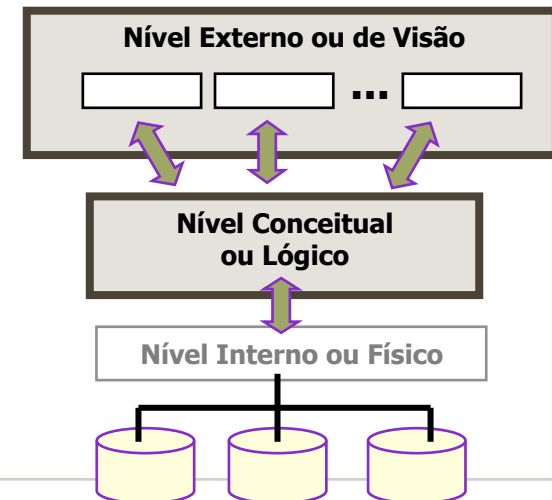 Nível Externo ou de Visão
...
Nível Conceitual
ou Lógico
Nível Interno ou Físico